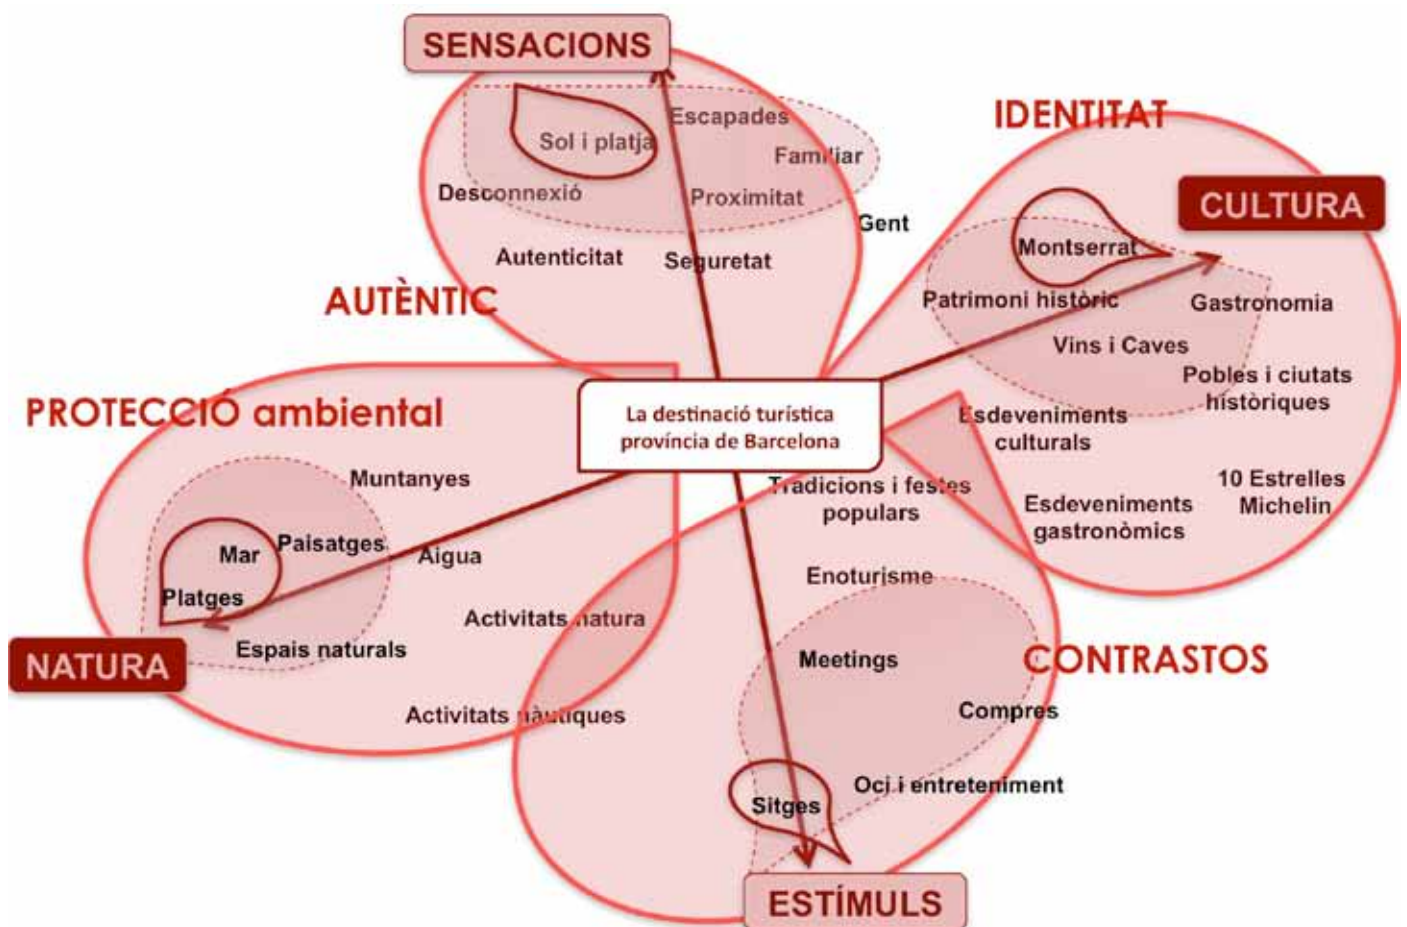 SENSACIONS
Escapades
Sol i platja
Familiar
Desconnexió
Proximitat
Gent
Autenticitat
Seguretat
AUTÈNTIC
IDENTITAT
CULTURA
Montserrat
Patrimoni històric
Gastronomia
Vins i Caves
Pobles i ciutats
històriques
Esdeveniments
culturals
10 Estrelles
Michelin
Esdeveniments
gastronòmics
La destinació turística
província de Barcelona
PROTECCIÓ ambiental
Muntanyes
Mar
Paisatges
Aigua
Platges
Activitats natura
Espais naturals
NATURA
Activitats nàutiques
Tradicions i festes
populars
Enoturisme
Meetings
CONTRASTOS
Compres
Oci i entreteniment
Sitges
ESTÍMULS